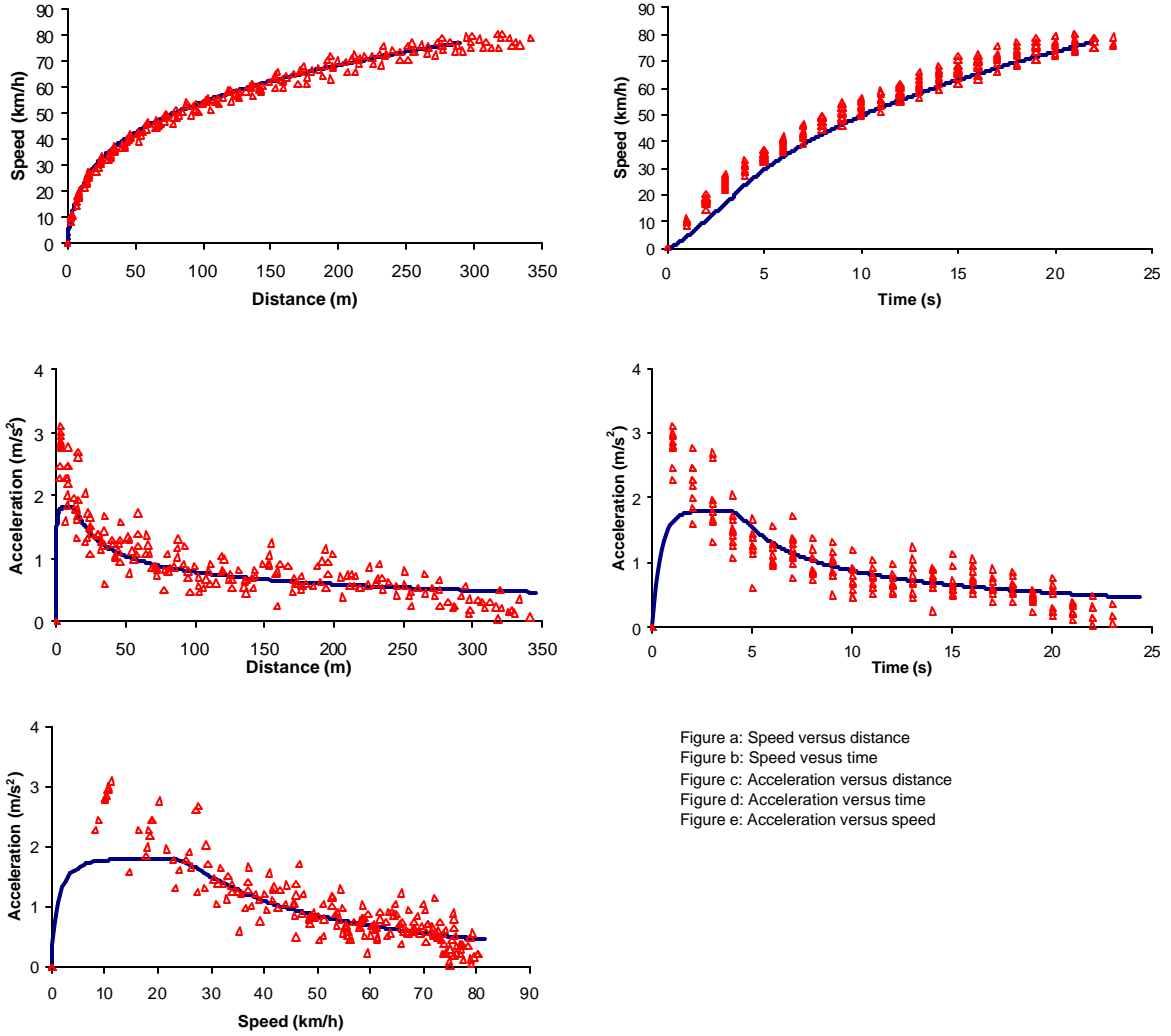 90
80
70
60
50
40
30
20
10
0
Speed (km/h)
0 50 100 150 200 250 300 350
Distance (m)
90
80
70
60
50
40
30
20
10
0
Speed (km/h)
5 10 15 20 25
Time (s)
4
3
2
1
0
Acceleration (m/s²)
0 50 100 150 200 250 300 350
Distance (m)
4
3
2
1
0
Acceleration (m/s²)
0 5 10 15 20 25
Time (s)
4
3
2
1
0
Acceleration (m/s²)
0 10 20 30 40 50 60 70 80 90
Speed (km/h)
Figure a: Speed versus distance
Figure b: Speed vesus time
Figure c: Acceleration versus distance
Figure d: Acceleration versus time
Figure e: Acceleration versus speed